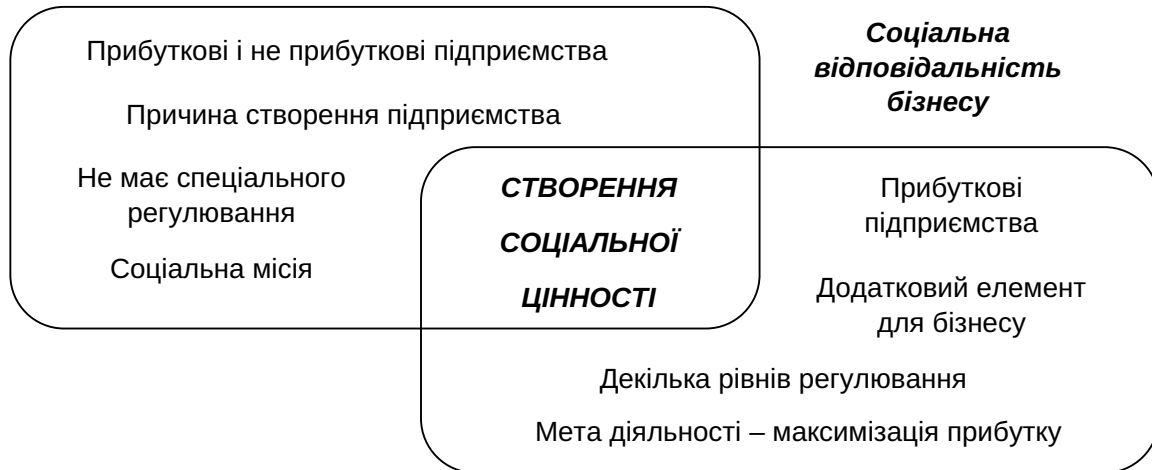 Прибуткові і не прибуткові підприємства
Причина створення підприємства
Не має спеціального
регулювання
Соціальна місія
СТВОРЕННЯ
СОЦІАЛЬНОЇ
ЦІННОСТІ
Соціальна
відповідальність
бізнесу
Прибуткові
підприємства
Додатковий елемент
для бізнесу
Декілька рівнів регулювання
Мета діяльності – максимізація прибутку